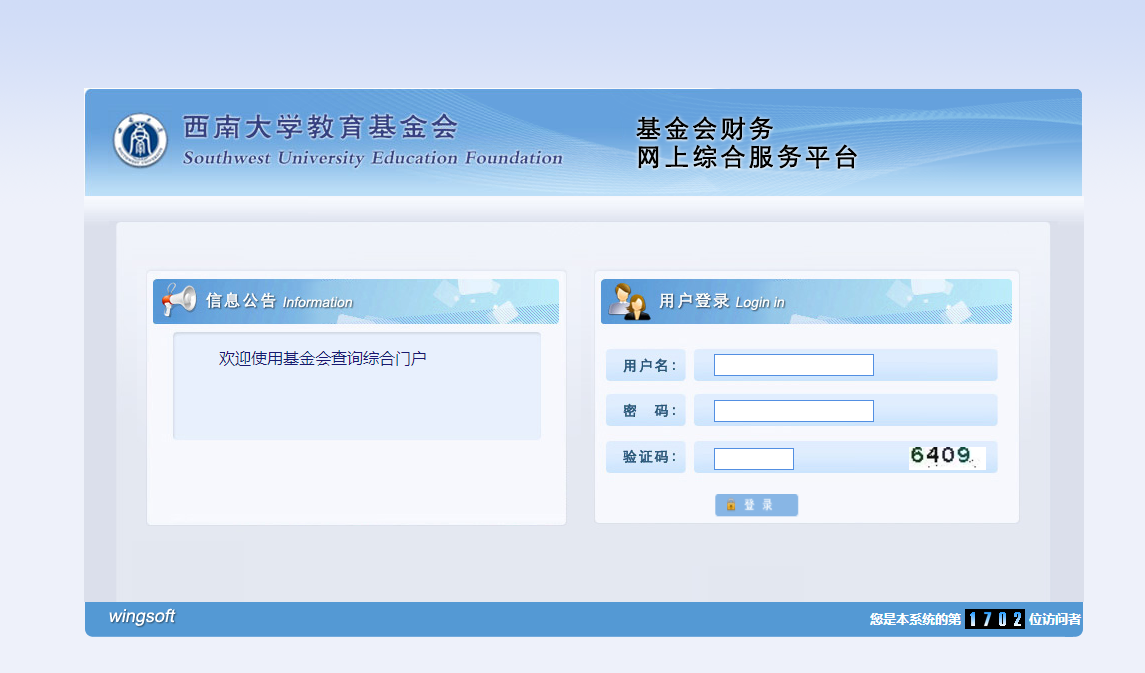 西南大学教育基金会
Southwest University Education Foundation
基金会财务
网上综合服务平台
信息公告 Information
欢迎使用基金会查询综合门户
用户登录 Login in
用户名:
密 码:
验证码:
6409
登 录
wingsoft
您是本系统的第 1702 位访问者